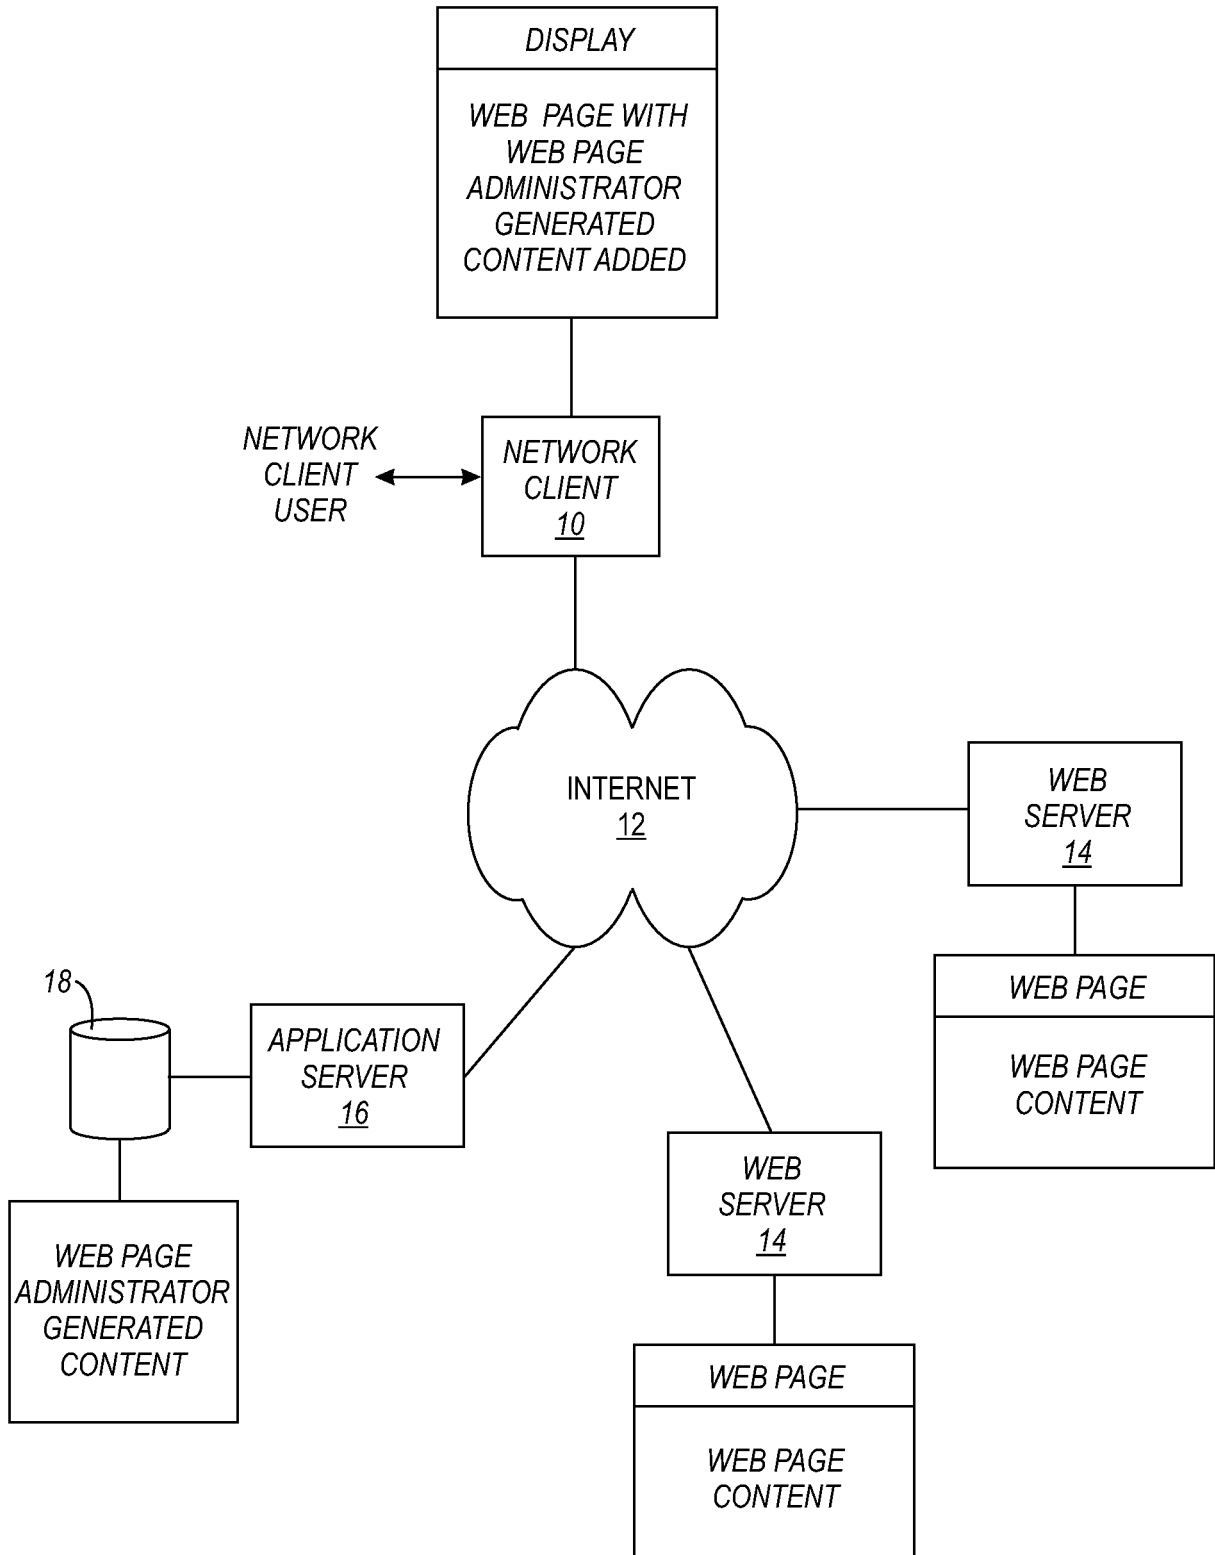 DISPLAY
WEB PAGE WITH
WEB PAGE
ADMINISTRATOR
GENERATED
CONTENT ADDED
NETWORK
CLIENT
USER
NETWORK
CLIENT
10
INTERNET
12
WEB
SERVER
14
WEB PAGE
WEB PAGE
CONTENT
18
APPLICATION
SERVER
16
WEB PAGE
ADMINISTRATOR
GENERATED
CONTENT
WEB
SERVER
14
WEB PAGE
WEB PAGE
CONTENT